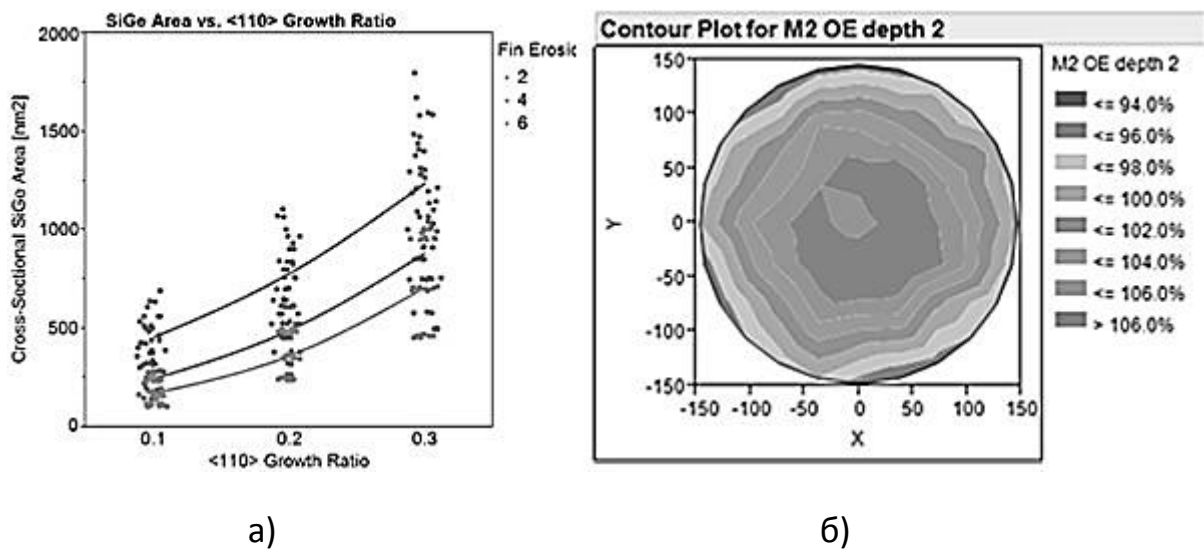 SiGe Area vs. <110> Growth Ratio
2000
1500
1000
500
0
Cross-Sectional SiGe Area [nm2]
0.1
0.2
0.3
<110> Growth Ratio
Fin Erosic
2
4
6
a)
Contour Plot for M2 OE depth 2
150
100
50
0
-50
-100
-150
Y
-150 -100 -50 0 50 100 150
X
M2 OE depth 2
<= 94.0%
<= 96.0%
<= 98.0%
<= 100.0%
<= 102.0%
<= 104.0%
<= 106.0%
> 106.0%
б)